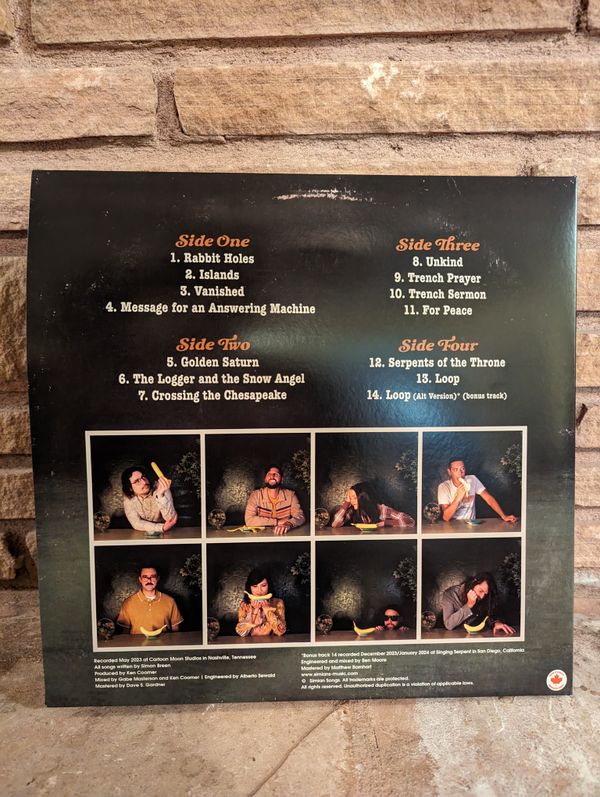 Side One
1. Rabbit Holes
2. Islands
3. Vanished
4. Message for an Answering Machine
Side Two
5. Golden Saturn
6. The Logger and the Snow Angel
7. Crossing the Chesapeake
Side Three
8. Unkind
9. Trench Prayer
10. Trench Sermon
11. For Peace
Side Four
12. Serpents of the Throne
13. Loop
14. Loop (Alt Version)* (bonus track)
Recorded May 2023 at Cartoon Moon Studios in Nashville, Tennessee
All songs written by Simon Breen
Produced by Ken Coomer
Mixed by Gabe Masterson and Ken Coomer | Engineered by Alberto Sewald
Mastered by Dave S. Gardner
*Bonus track 14 recorded December 2023/January 2024 at Singing Serpent in San Diego, California
Engineered and mixed by Ben Moore
Mastered by Matthew Barnhart
www.simians-music.com
© Simian Songs. All trademarks are protected.
All rights reserved. Unauthorized duplication is a violation of applicable laws.